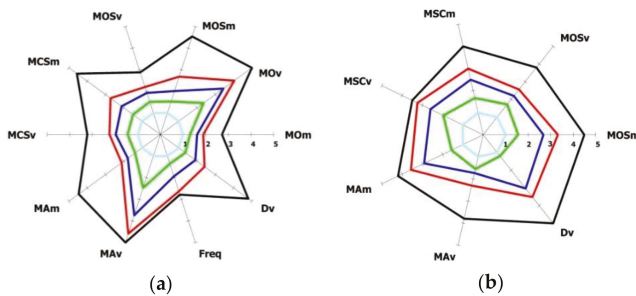 MOSv
MOSm
MCSm
MOv
MCSv
1 2 3 4 5
MOm
MAm
Dv
MAv
Freq
(a)
MSCm
MOSv
MSCv
1 2 3 4 5
MOSm
MAm
Dv
MAv
(b)